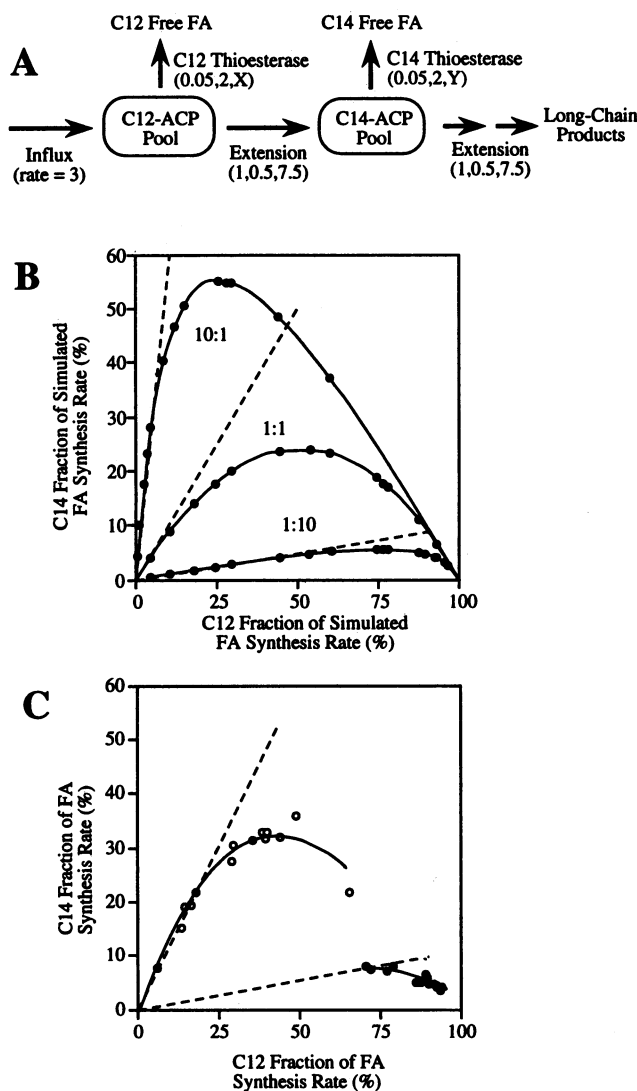 A
C12 Free FA
C14 Free FA
C12 Thioesterase
(0.05,2,X)
C14 Thioesterase
(0.05,2,Y)
C12-ACP
Pool
C14-ACP
Pool
Long-Chain
Products
Influx
(rate = 3)
Extension
(1,0.5,7.5)
Extension
(1,0.5,7.5)
B
C14 Fraction of Simulated
FA Synthesis Rate (%)
60
50
40
30
20
10
0
10:1
1:1
1:10
0
25
50
75
100
C12 Fraction of Simulated
FA Synthesis Rate (%)
C
C14 Fraction of FA
Synthesis Rate (%)
60
50
40
30
20
10
0
0
25
50
75
100
C12 Fraction of FA
Synthesis Rate (%)